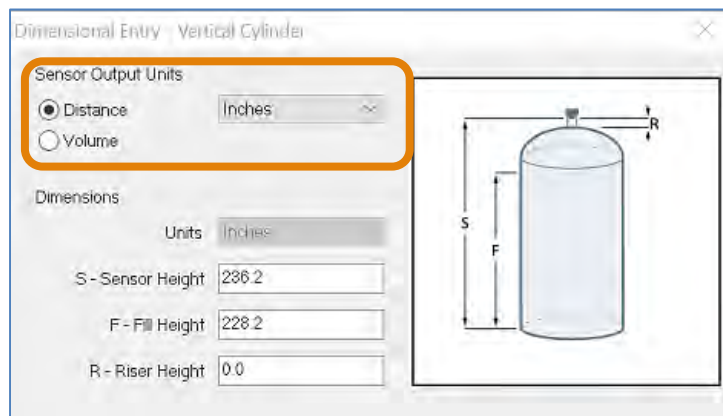 Dimensional Entry - Vertical Cylinder
Sensor Output Units
Distance Inches
Volume
Dimensions
Units Inches
S - Sensor Height 236.2
F - Fill Height 228.2
R - Riser Height 0.0
R
S
F